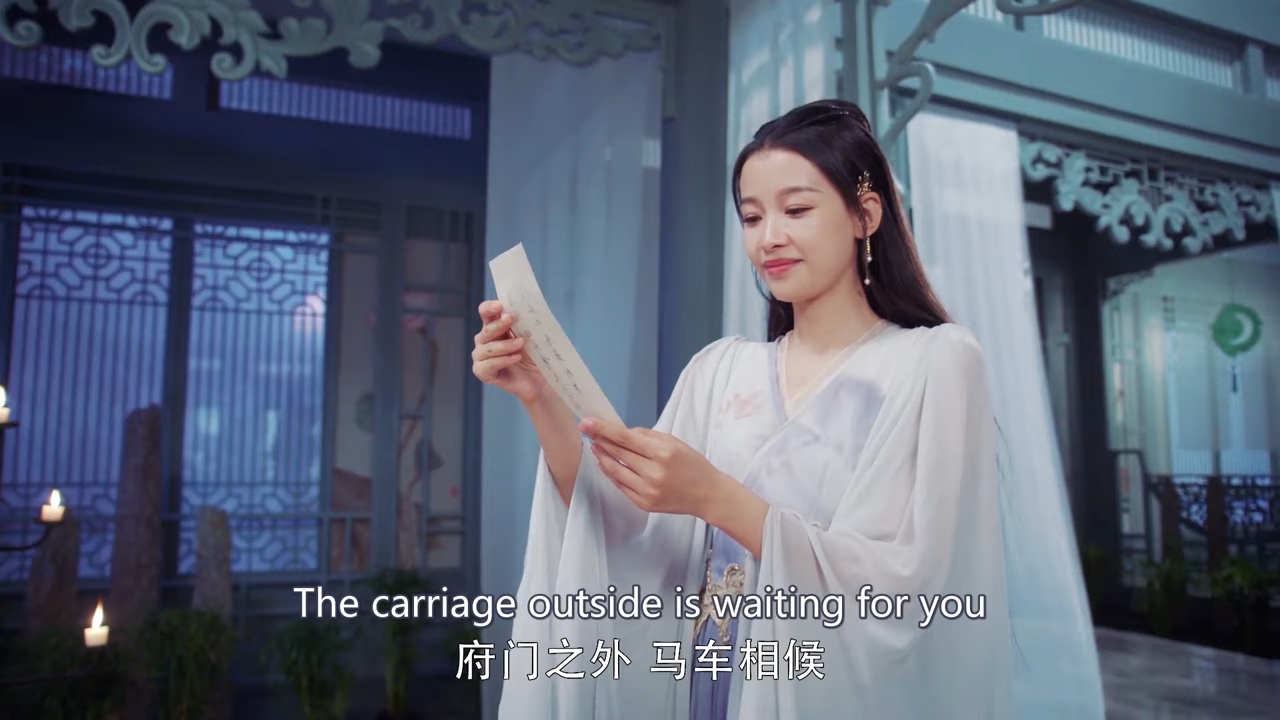 The carriage outside is waiting for you
府门之外 马车相候